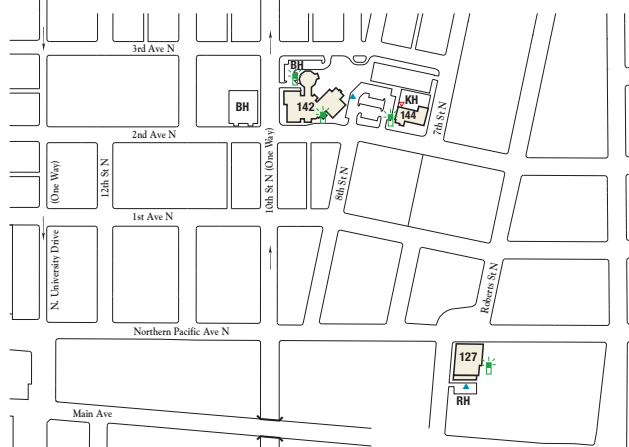 3rd Ave N
BH
BH
142
KH
144
7th St N
2nd Ave N
(One Way)
12th St N
10th St N (One Way)
8th St N
1st Ave N
N. University Drive
Roberts St N
Northern Pacific Ave N
127
RH
Main Ave